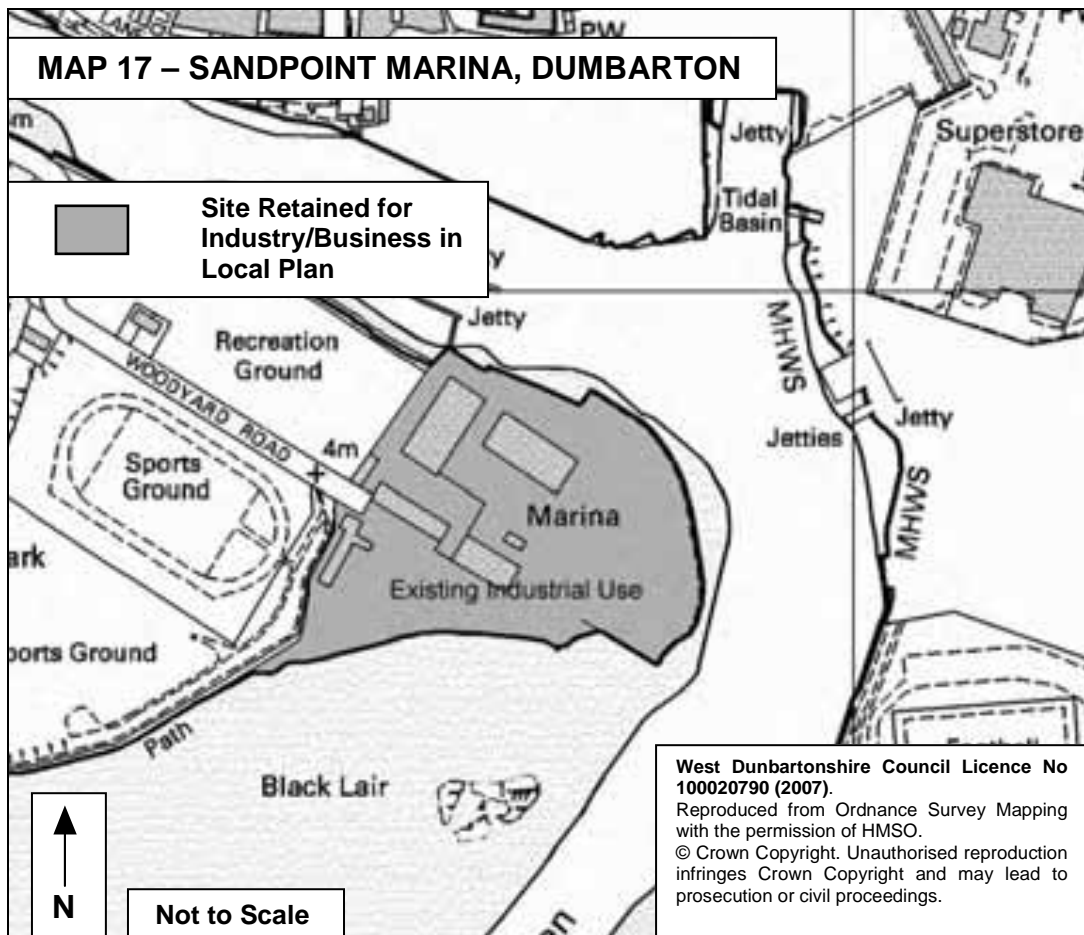 LANE
PW
MAP 17 – SANDPOINT MARINA, DUMBARTON
Jetty
Superstore
Tidal
Basin
Site Retained for
Industry/Business in
Local Plan
Jetty
Recreation
Ground
MHWS
WOODYARD ROAD
4m
Jetty
Jetties
Sports
Ground
MHWS
Marina
Existing Industrial Use
ports Ground
Path
Black Lair
West Dunbartonshire Council Licence No
100020790 (2007).
Reproduced from Ordnance Survey Mapping
with the permission of HMSO.
© Crown Copyright. Unauthorised reproduction
infringes Crown Copyright and may lead to
prosecution or civil proceedings.
N
Not to Scale